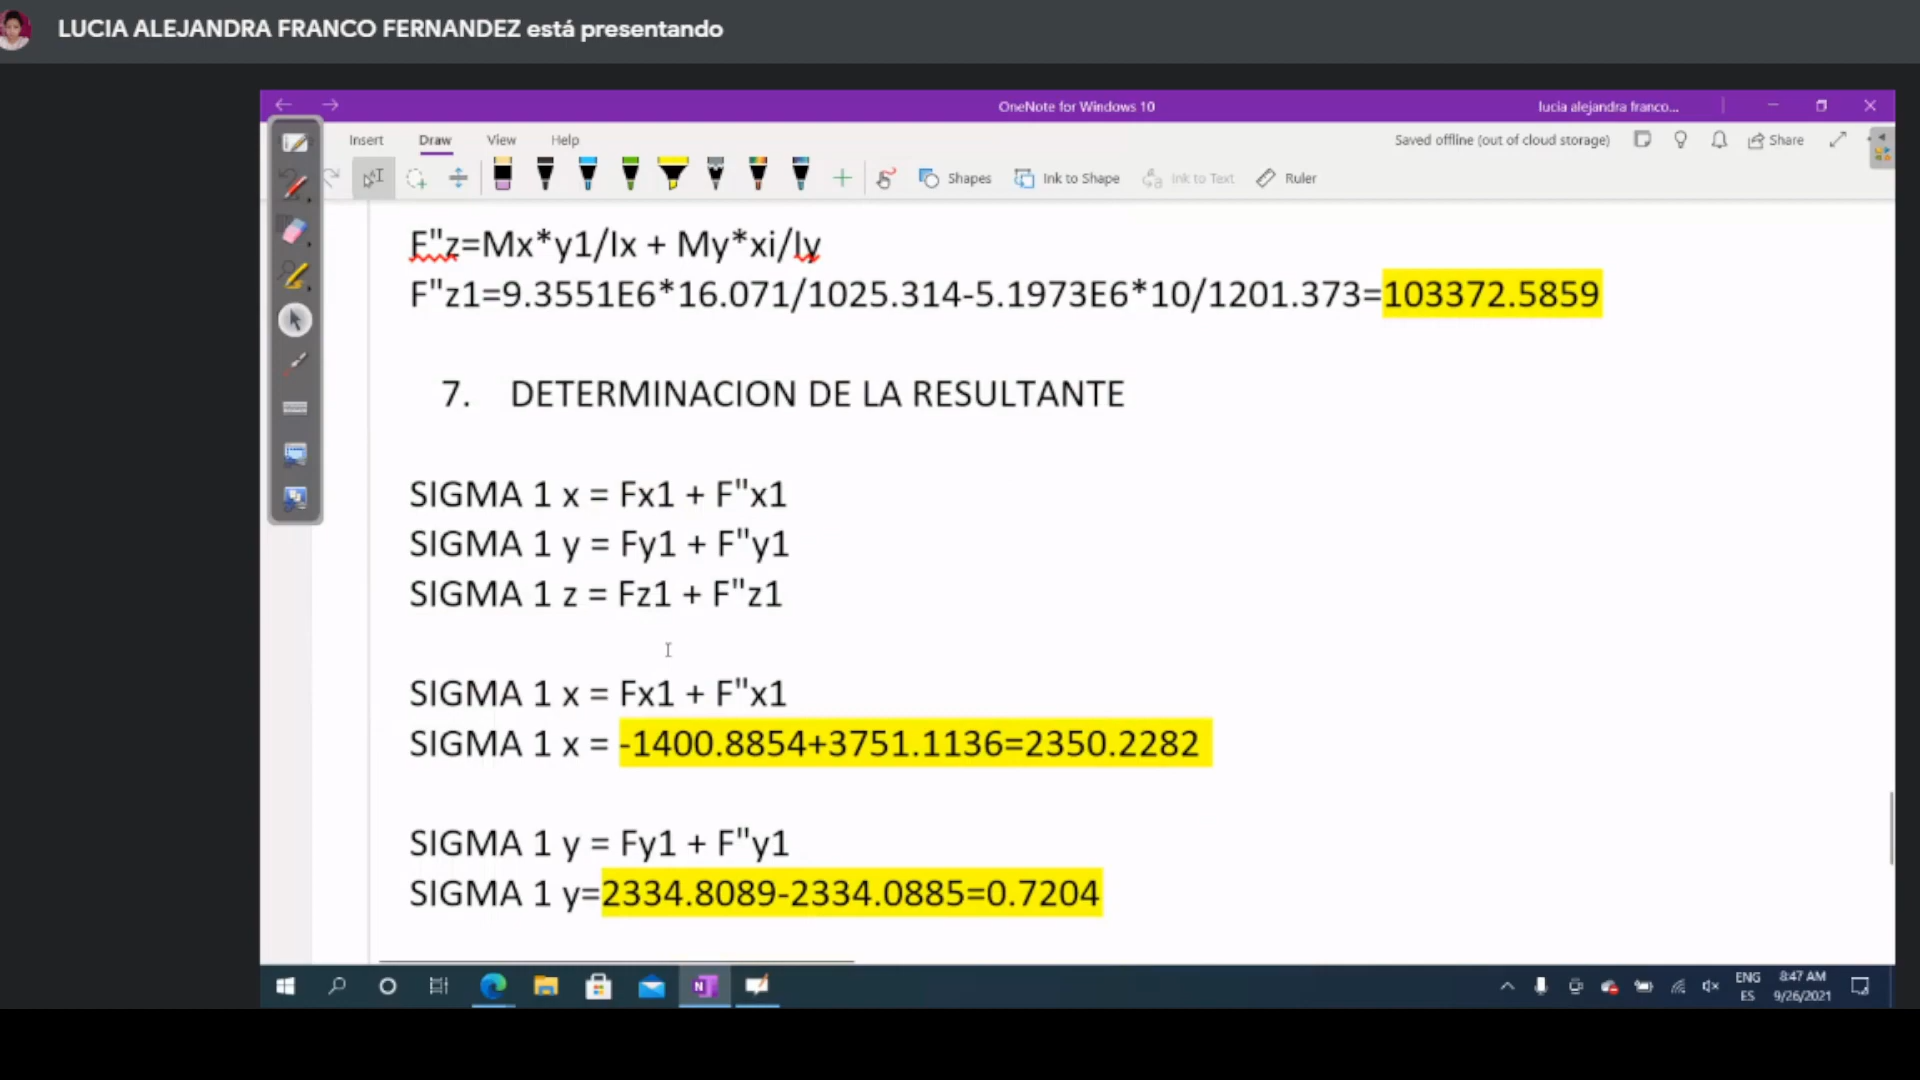 LUCIA ALEJANDRA FRANCO FERNANDEZ está presentando
OneNote for Windows 10
lucia alejandra franco...
Insert
Draw
View
Help
Saved offline (out of cloud storage)
Share
Shapes
Ink to Shape
Ink to Text
Ruler
F"z=Mx*y1/Ix + My*xi/Iy
F"z1=9.3551E6*16.071/1025.314-5.1973E6*10/1201.373=103372.5859
7. DETERMINACION DE LA RESULTANTE
SIGMA 1 x = Fx1 + F"x1
SIGMA 1 y = Fy1 + F"y1
SIGMA 1 z = Fz1 + F"z1
SIGMA 1 x = Fx1 + F"x1
SIGMA 1 x = -1400.8854+3751.1136=2350.2282
SIGMA 1 y = Fy1 + F"y1
SIGMA 1 y=2334.8089-2334.0885=0.7204
ENG
ES
8:47 AM
9/26/2021